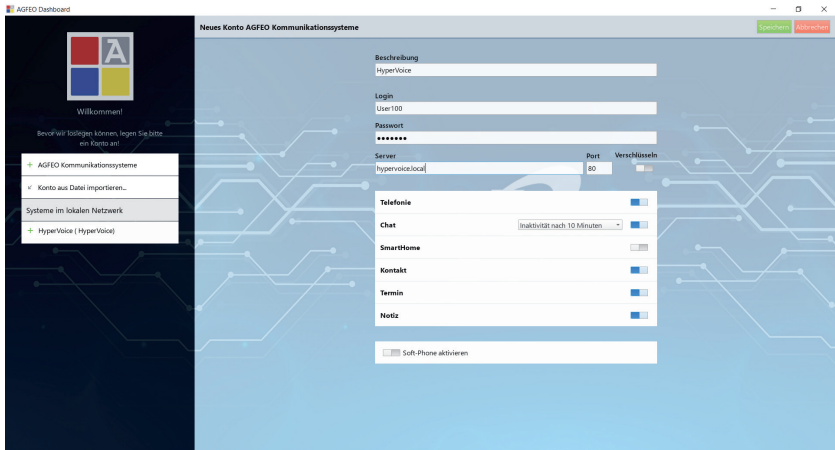 AGFEO Dashboard
Neues Konto AGFEO Kommunikationssysteme
Speichern
Abbrechen
A
Willkommen!
Bevor wir loslegen können, legen Sie bitte
ein Konto an!
+ AGFEO Kommunikationssysteme
Konto aus Datei importieren...
Systeme im lokalen Netzwerk
+ HyperVoice ( HyperVoice)
Beschreibung
HyperVoice
Login
User100
Passwort
•••••••
Server Port Verschlüsseln
hypervoice.local 80
Telefonie
Chat Inaktivität nach 10 Minuten
SmartHome
Kontakt
Termin
Notiz
Soft-Phone aktivieren